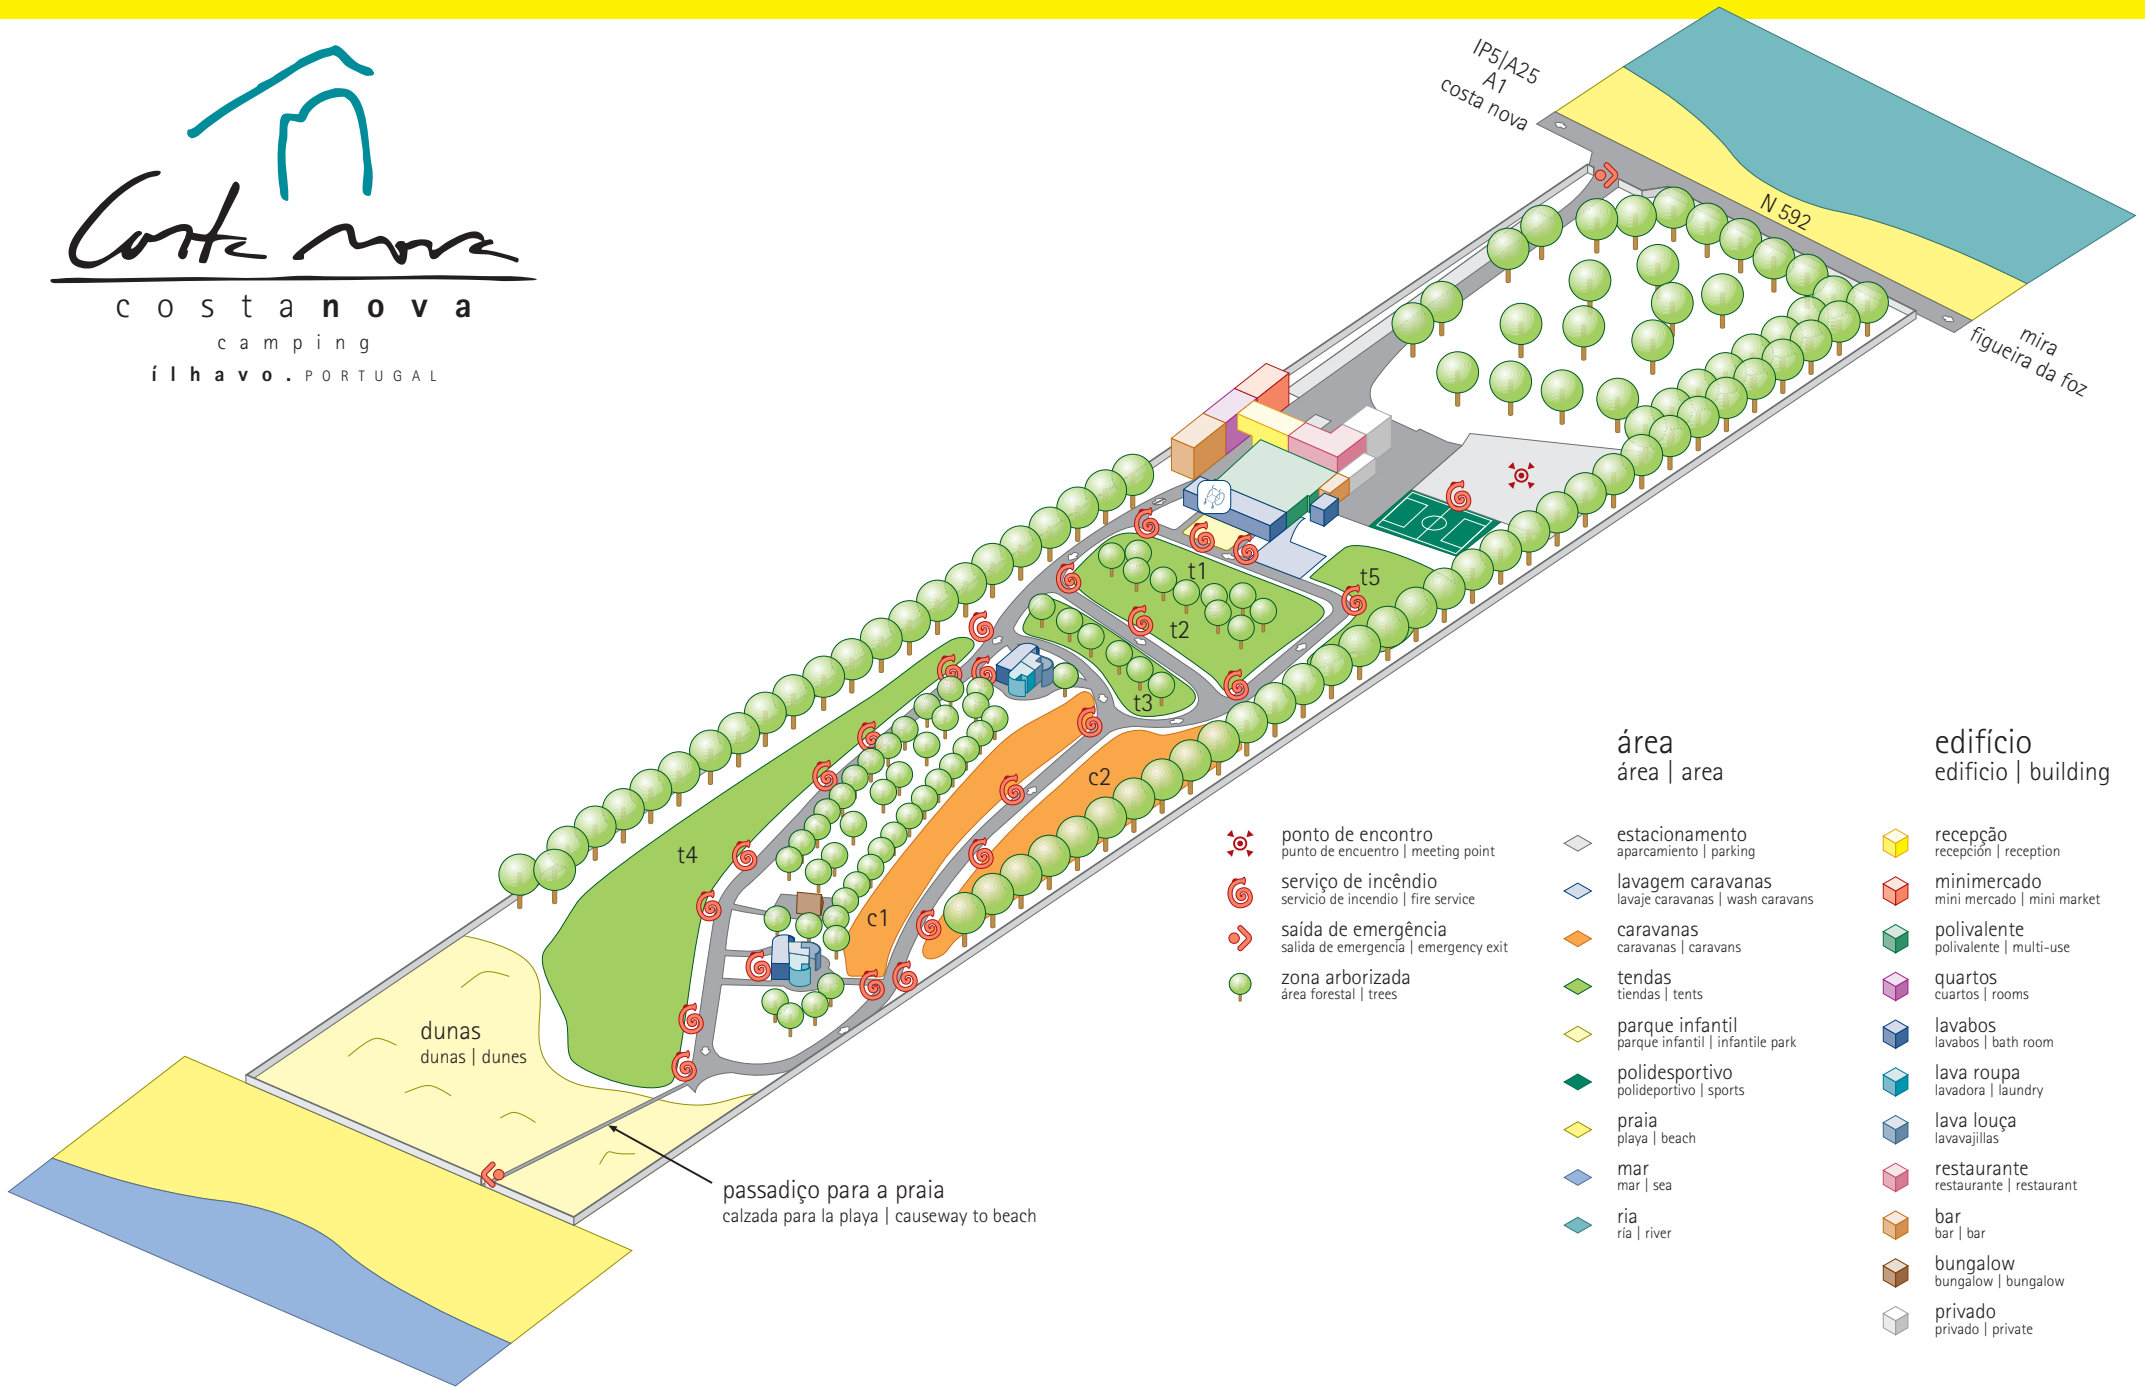 Costa nova
costanova
camping
ílhavo. PORTUGAL
IP5|A25
A1
costa nova
N 592
mira
figueira da foz
t1
t5
t2
t3
t4
c2
c1
dunas
dunas | dunes
passadiço para a praia
calzada para la playa | causeway to beach
ponto de encontro
punto de encuentro | meeting point
serviço de incêndio
servicio de incendio | fire service
saída de emergência
salida de emergencia | emergency exit
zona arborizada
área forestal | trees
área
área | area
estacionamento
aparcamiento | parking
lavagem caravanas
lavaje caravanas | wash caravans
caravanas
caravanas | caravans
tendas
tiendas | tents
parque infantil
parque infantil | infantile park
polidesportivo
polideportivo | sports
praia
playa | beach
mar
mar | sea
ria
ría | river
edifício
edificio | building
recepção
recepción | reception
minimercado
mini mercado | mini market
polivalente
polivalente | multi-use
quartos
cuartos | rooms
lavabos
lavabos | bath room
lava roupa
lavadora | laundry
lava louça
lavavajillas
restaurante
restaurante | restaurant
bar
bar | bar
bungalow
bungalow | bungalow
privado
privado | private